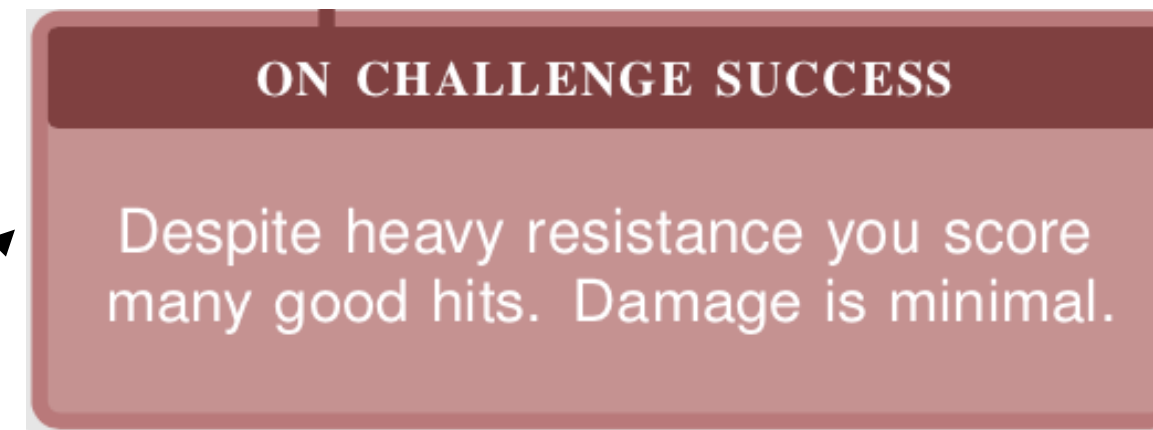 ON CHALLENGE SUCCESS
Despite heavy resistance you score
many good hits. Damage is minimal.